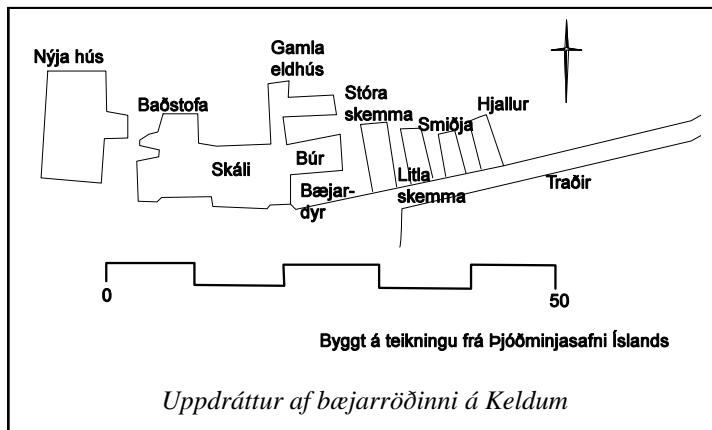 Nýja hús
Baðstofa
Gamla
eldhús
Stóra
skemma
Smiðja
Hjallur
Skáli
Búr
Bæjar-
dyr
Litla
skemma
Traðir
0
50
Byggt á teikningu frá Þjóðminjasafni Íslands
Uppdráttur af bæjarröðinni á Keldum